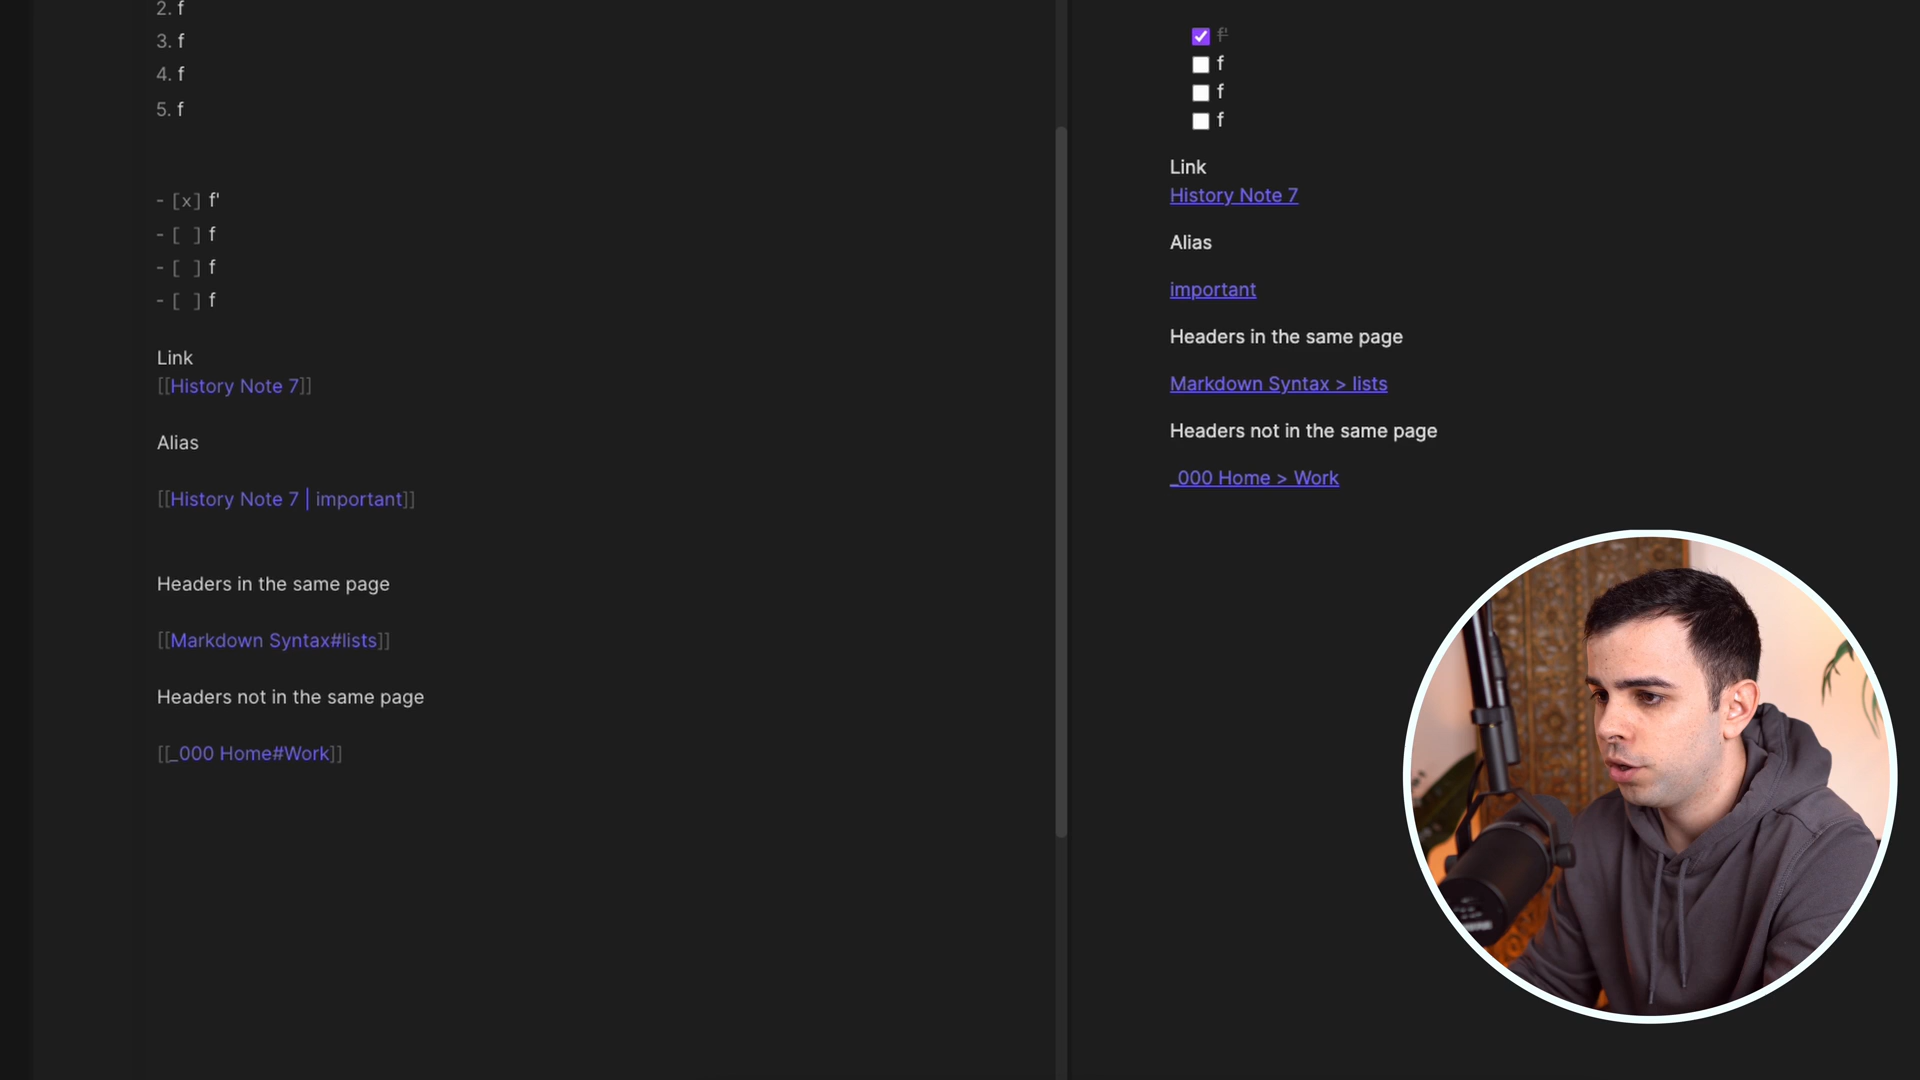 2. f
3. f
4. f
5. f
- [x] f'
- [ ] f
- [ ] f
- [ ] f
Link
[[History Note 7]]
Alias
[[History Note 7 | important]]
Headers in the same page
[[Markdown Syntax#lists]]
Headers not in the same page
[[_000 Home#Work]]
f'
f
f
f
Link
History Note 7
Alias
important
Headers in the same page
Markdown Syntax > lists
Headers not in the same page
_000 Home > Work